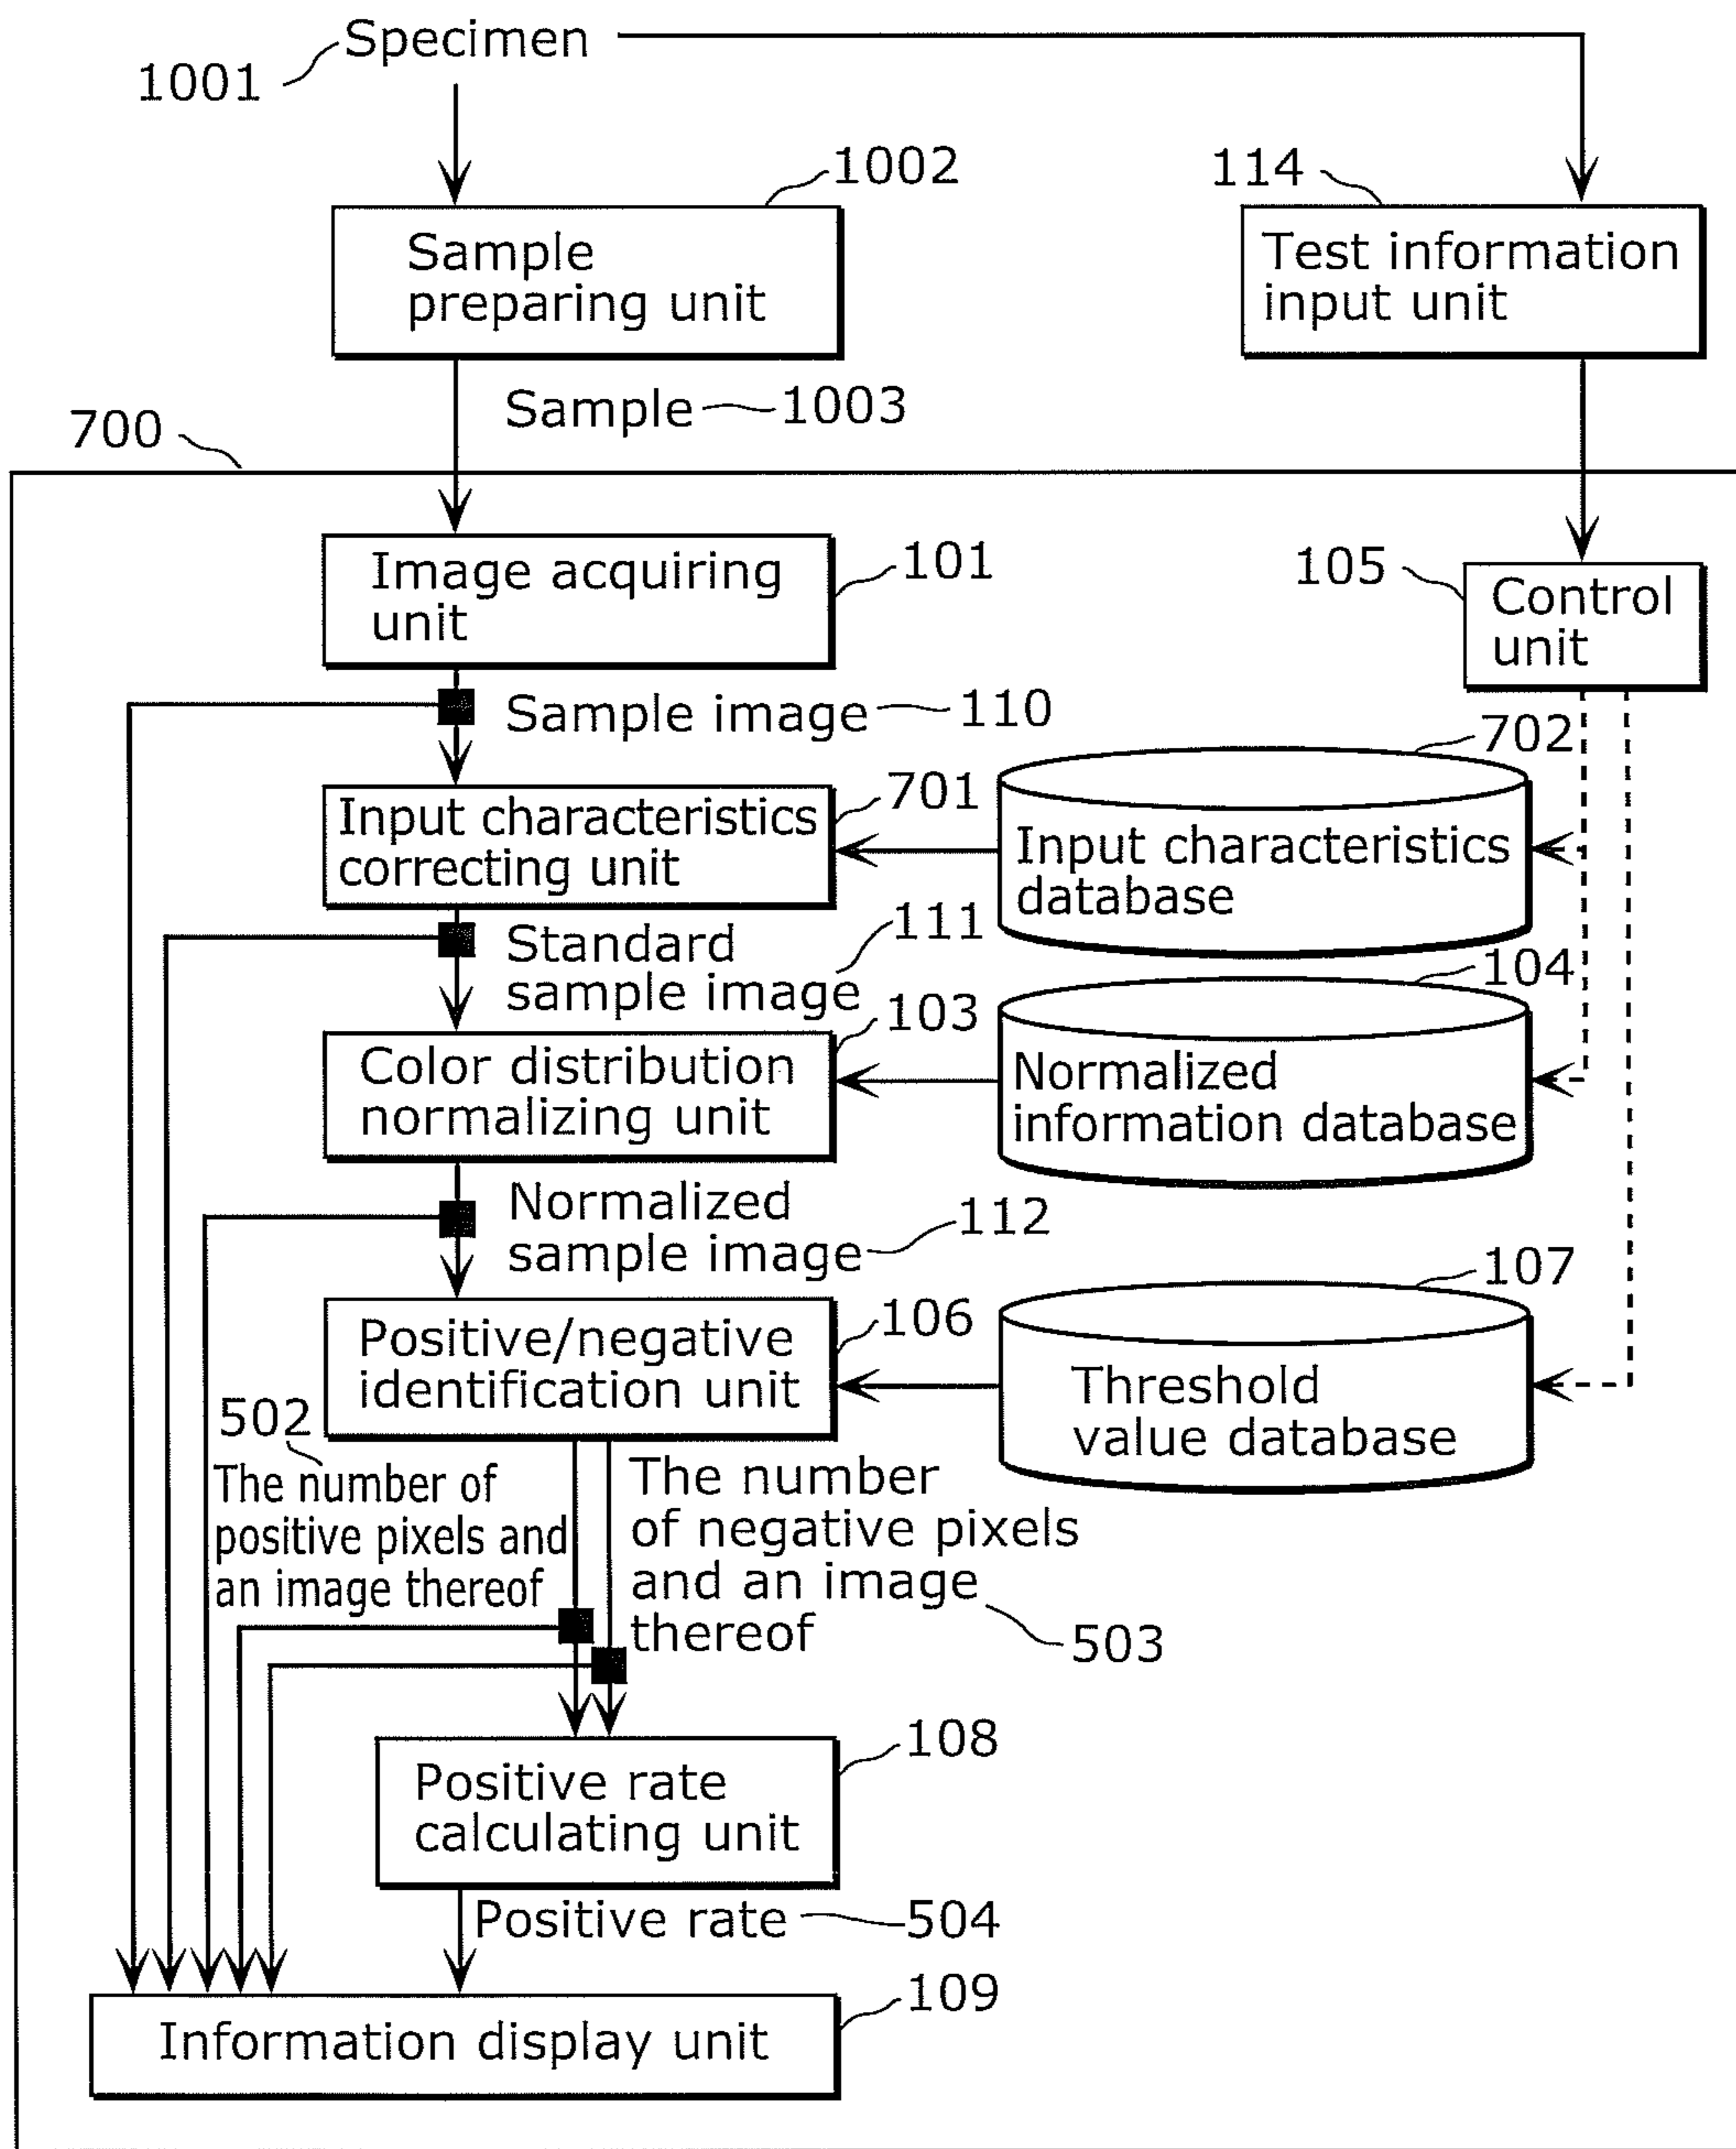 Specimen
1001
1002
114
Sample
preparing unit
Test information
input unit
Sample
1003
700
Image acquiring
unit
101
105
Control
unit
Sample image
110
702
701
Input characteristics
correcting unit
Input characteristics
database
111
Standard
sample image
104
103
Color distribution
normalizing unit
Normalized
information database
Normalized
sample image
112
107
106
Positive/negative
identification unit
Threshold
value database
502
The number of
positive pixels and
an image thereof
The number
of negative pixels
and an image
thereof
503
108
Positive rate
calculating unit
Positive rate
504
109
Information display unit